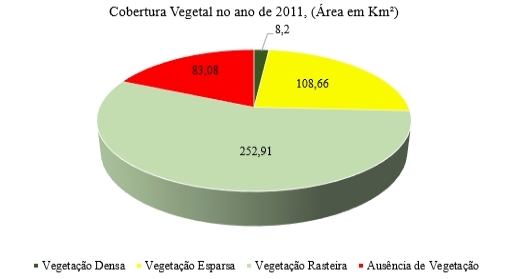 Cobertura Vegetal no ano de 2011, (Área em Km²)
8,2
83,08
108,66
252,91
Vegetação Densa Vegetação Esparsa Vegetação Rasteira Ausência de Vegetação